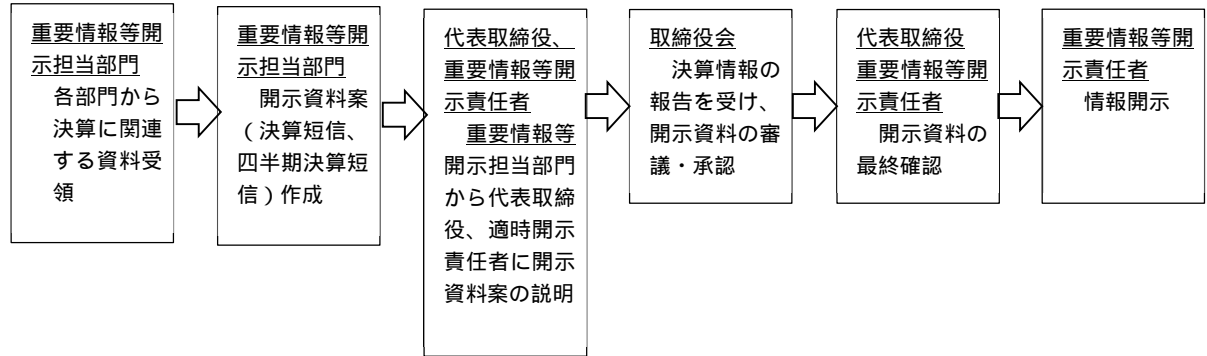 重要情報等開
示担当部門
各部門から
決算に関連
する資料受
領
重要情報等開
示担当部門
開示資料案
(決算短信、
四半期決算短
信)作成
代表取締役、
重要情報等開
示責任者
重要情報等
開示担当部門
から代表取締
役、適時開示
責任者に開示
資料案の説明
取締役会
決算情報の
報告を受け、
開示資料の審
議・承認
代表取締役
重要情報等開
示責任者
開示資料の
最終確認
重要情報等開
示責任者
情報開示